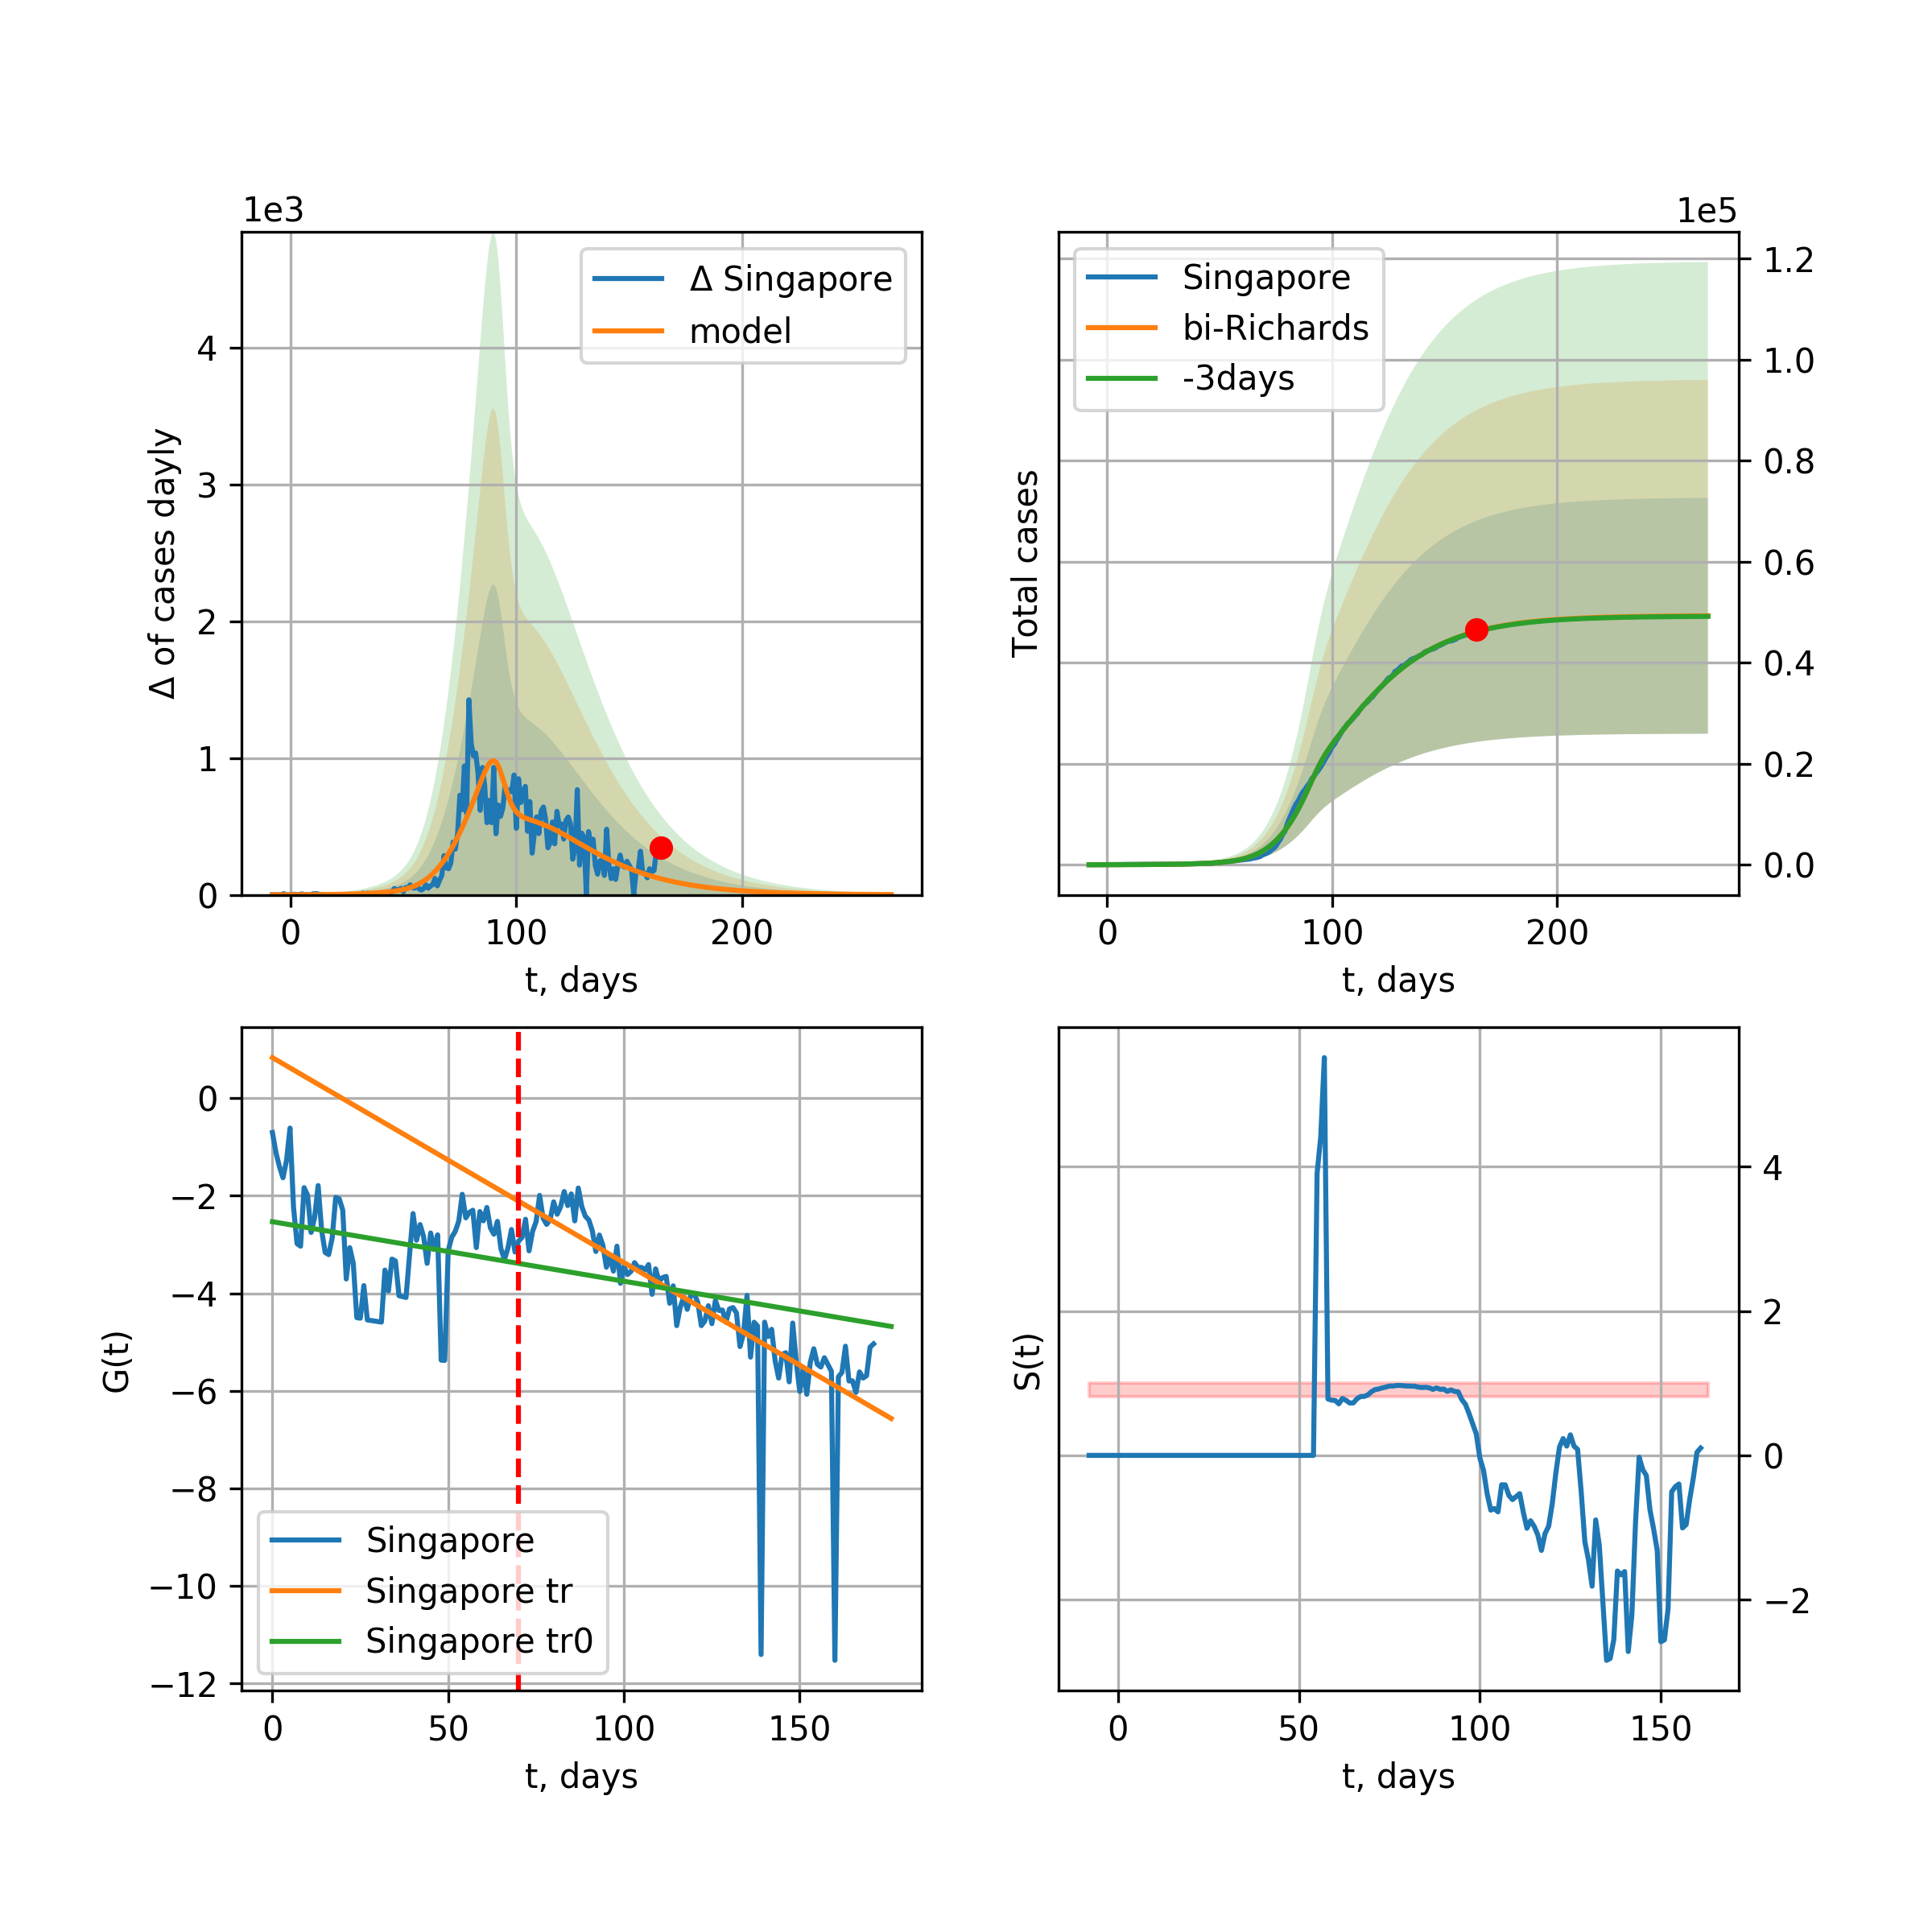 1e3
Δ of cases dayly
4
3
2
1
0
0 100 200
t, days
Δ Singapore
model
1e5
Total cases
1.2
1.0
0.8
0.6
0.4
0.2
0.0
0 100 200
t, days
Singapore
bi-Richards
-3days
G(t)
0
−2
−4
−6
−8
−10
−12
0 50 100 150
t, days
Singapore
Singapore tr
Singapore tr0
S(t)
4
2
0
−2
0 50 100 150
t, days